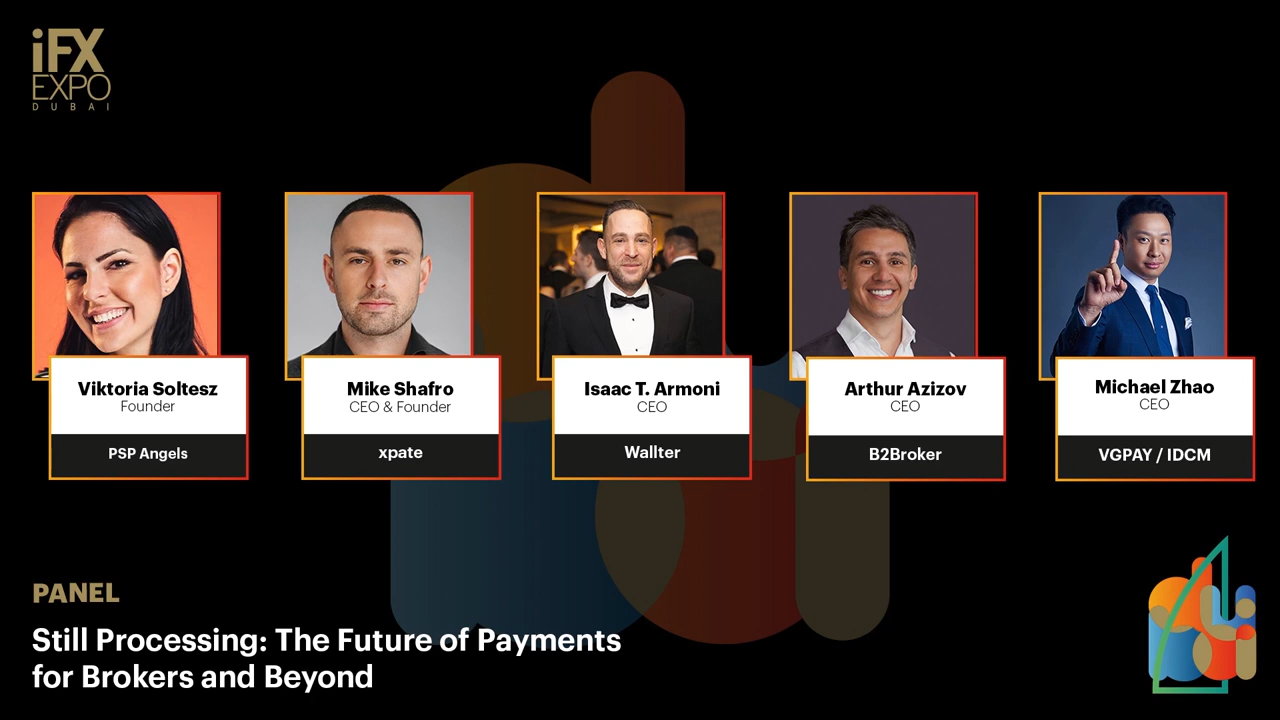 iFX
EXPO
DUBAI
Viktoria Soltesz
Founder
PSP Angels
Mike Shafro
CEO & Founder
xpate
Isaac T. Armoni
CEO
Wallter
Arthur Azizov
CEO
B2Broker
Michael Zhao
CEO
VGPAY / IDCM
PANEL
Still Processing: The Future of Payments
for Brokers and Beyond